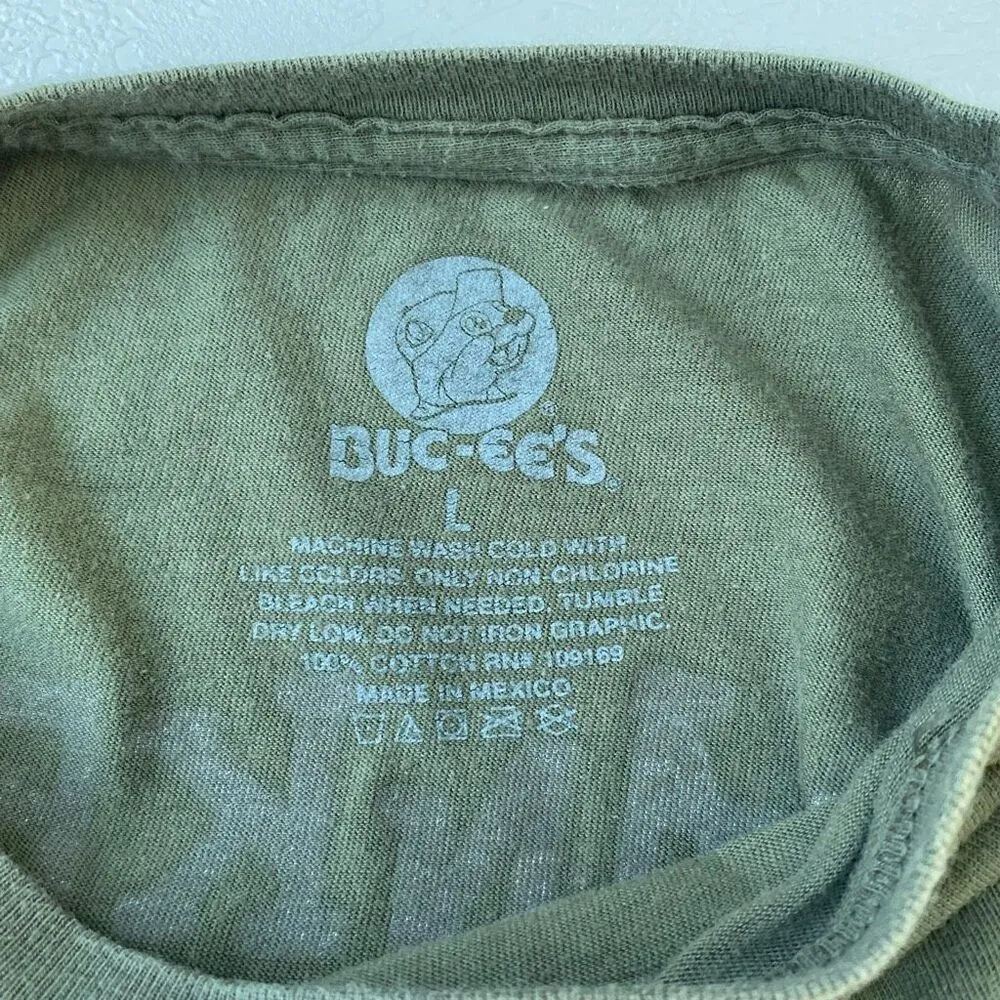 BUC-EE'S
L
MACHINE WASH COLD WITH
LIKE COLORS. ONLY NON-CHLORINE
BLEACH WHEN NEEDED. TUMBLE
DRY LOW. DO NOT IRON GRAPHIC.
100% COTTON RN# 109169
MADE IN MEXICO